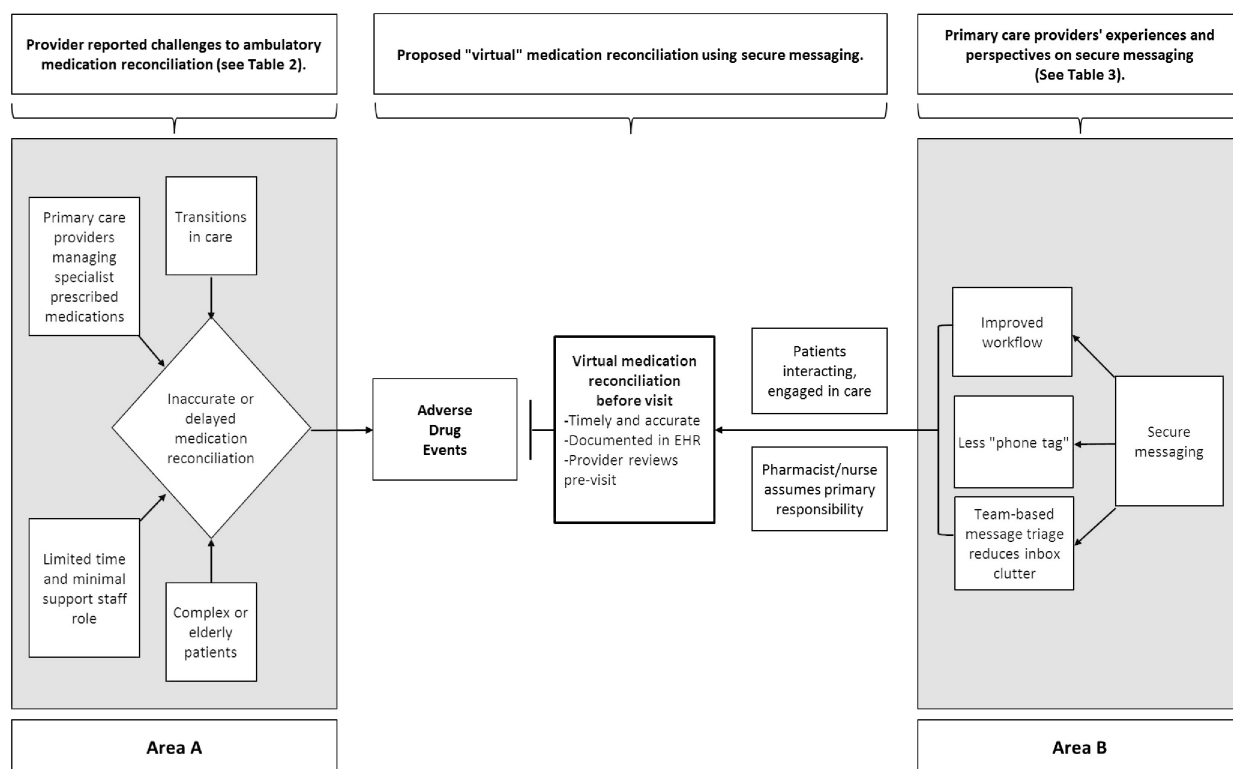 Provider reported challenges to ambulatory
medication reconciliation (see Table 2).
Proposed "virtual" medication reconciliation using secure messaging.
Primary care providers' experiences and
perspectives on secure messaging
(See Table 3).
Primary care
providers
managing
specialist
prescribed
medications
Transitions
in care
Inaccurate or
delayed
medication
reconciliation
Limited time
and minimal
support staff
role
Complex or
elderly
patients
Adverse
Drug
Events
Virtual medication
reconciliation
before visit
-Timely and accurate
-Documented in EHR
-Provider reviews
pre-visit
Patients
interacting,
engaged in care
Pharmacist/nurse
assumes primary
responsibility
Improved
workflow
Less "phone tag"
Team-based
message triage
reduces inbox
clutter
Secure
messaging
Area A
Area B